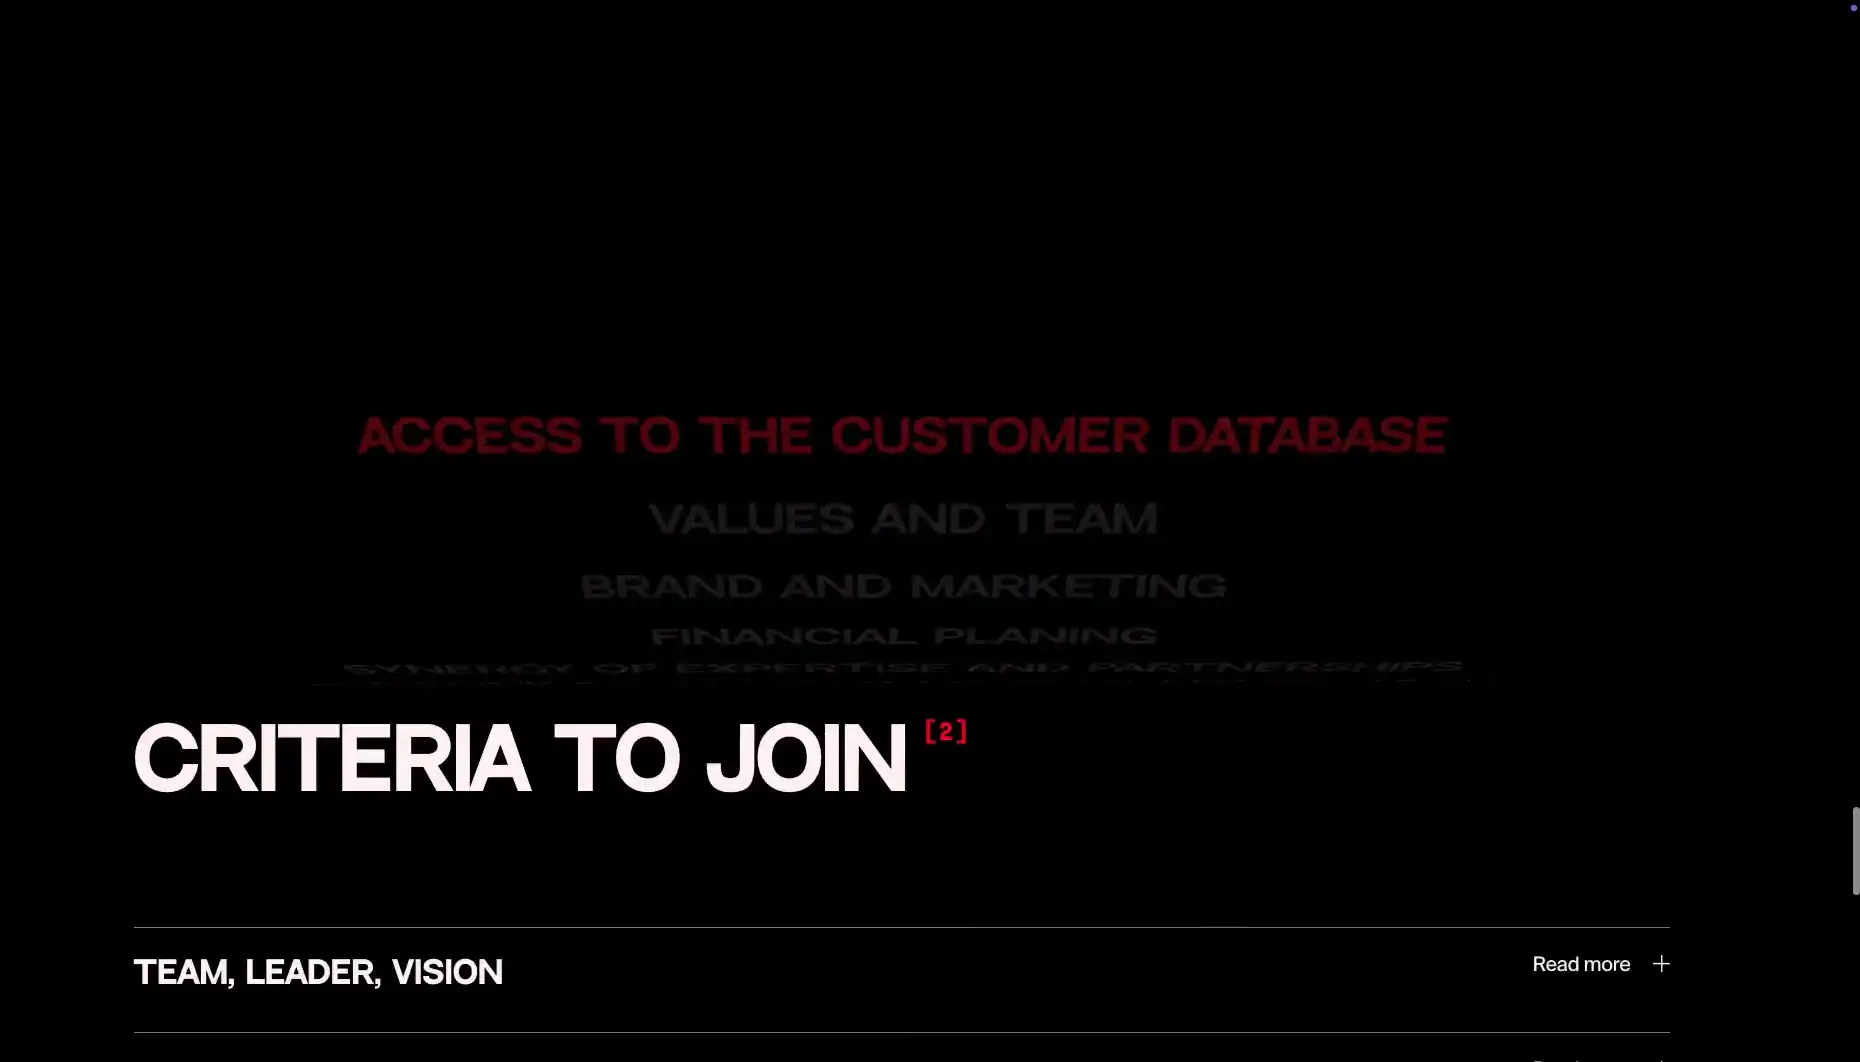 ACCESS TO THE CUSTOMER DATABASE
VALUES AND TEAM
BRAND AND MARKETING
FINANCIAL PLANING
SYNERGY OF EXPERTISE AND PARTNERSHIPS
CRITERIA TO JOIN [2]
TEAM, LEADER, VISION
Read more